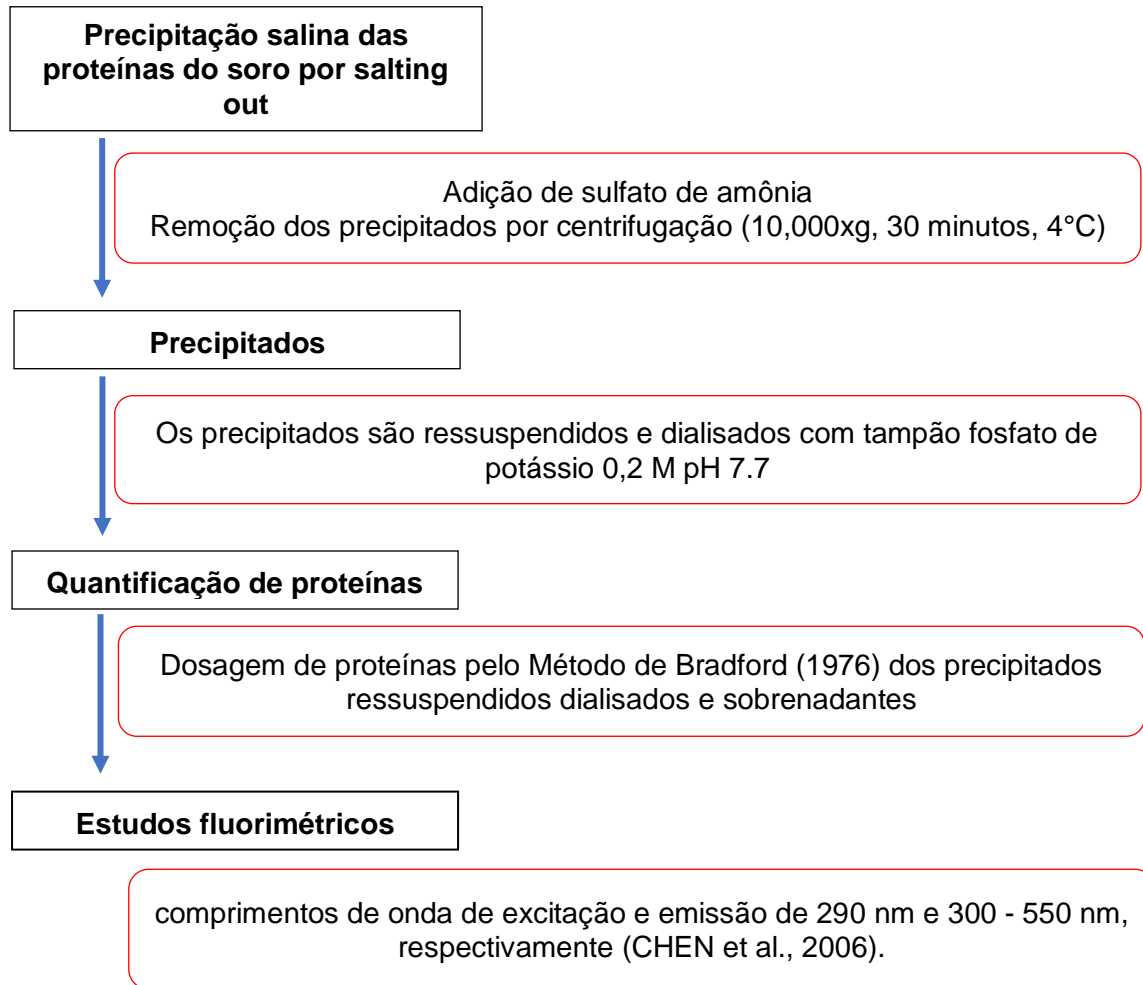 Precipitação salina das
proteínas do soro por salting
out
Adição de sulfato de amônia
Remoção dos precipitados por centrifugação (10,000xg, 30 minutos, 4°C)
Precipitados
Os precipitados são ressuspendidos e dialisados com tampão fosfato de
potássio 0,2 M pH 7.7
Quantificação de proteínas
Dosagem de proteínas pelo Método de Bradford (1976) dos precipitados
ressuspendidos dialisados e sobrenadantes
Estudos fluorimétricos
comprimentos de onda de excitação e emissão de 290 nm e 300 - 550 nm,
respectivamente (CHEN et al., 2006).